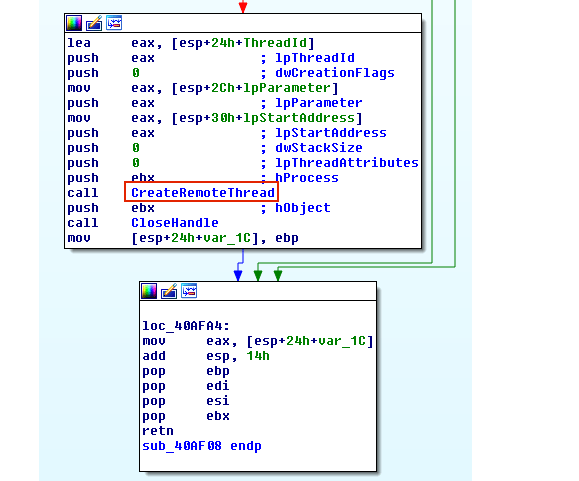 lea eax, [esp+24h+ThreadId]
push eax ; lpThreadId
push 0 ; dwCreationFlags
mov eax, [esp+2Ch+lpParameter]
push eax ; lpParameter
mov eax, [esp+30h+lpStartAddress]
push eax ; lpStartAddress
push 0 ; dwStackSize
push 0 ; lpThreadAttributes
push ebx ; hProcess
call CreateRemoteThread
push ebx ; hObject
call CloseHandle
mov [esp+24h+var_1C], ebp
loc_40AFA4:
mov eax, [esp+24h+var_1C]
add esp, 14h
pop ebp
pop edi
pop esi
pop ebx
retn
sub_40AF08 endp